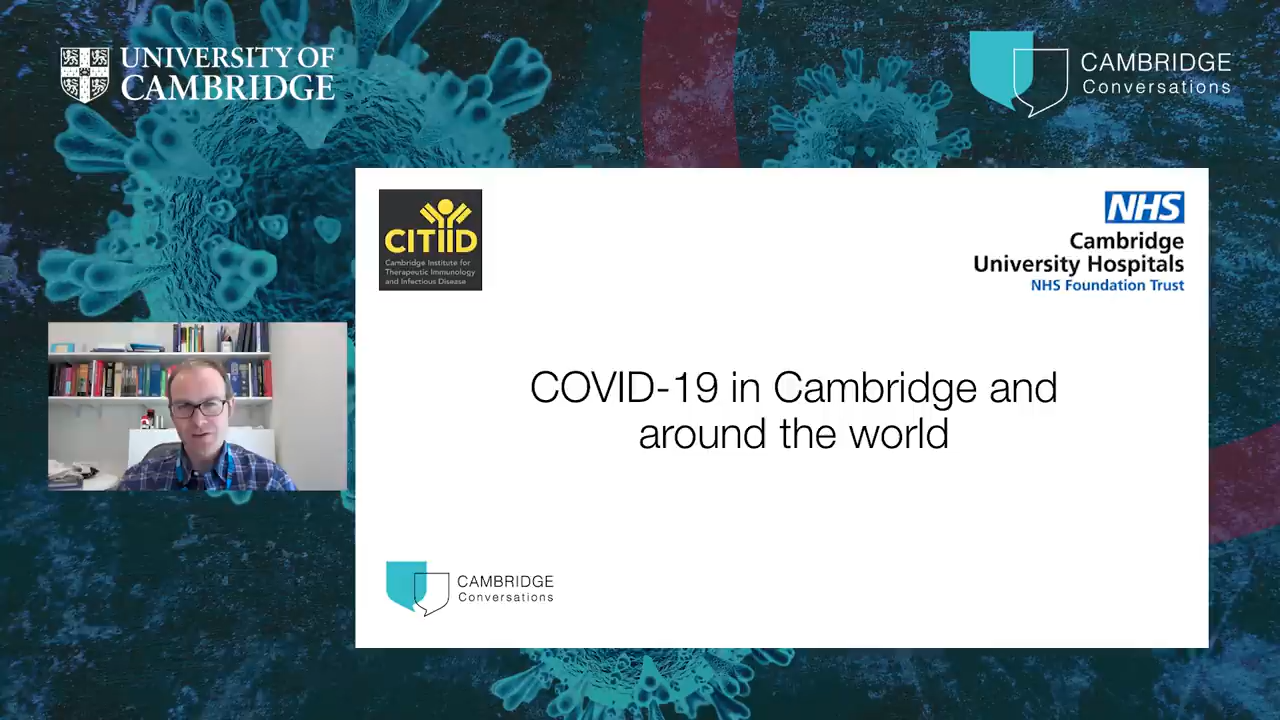 UNIVERSITY OF
CAMBRIDGE
CAMBRIDGE
Conversations
CITIID
Cambridge Institute for
Therapeutic Immunology
and Infectious Disease
NHS
Cambridge
University Hospitals
NHS Foundation Trust
COVID-19 in Cambridge and
around the world
CAMBRIDGE
Conversations